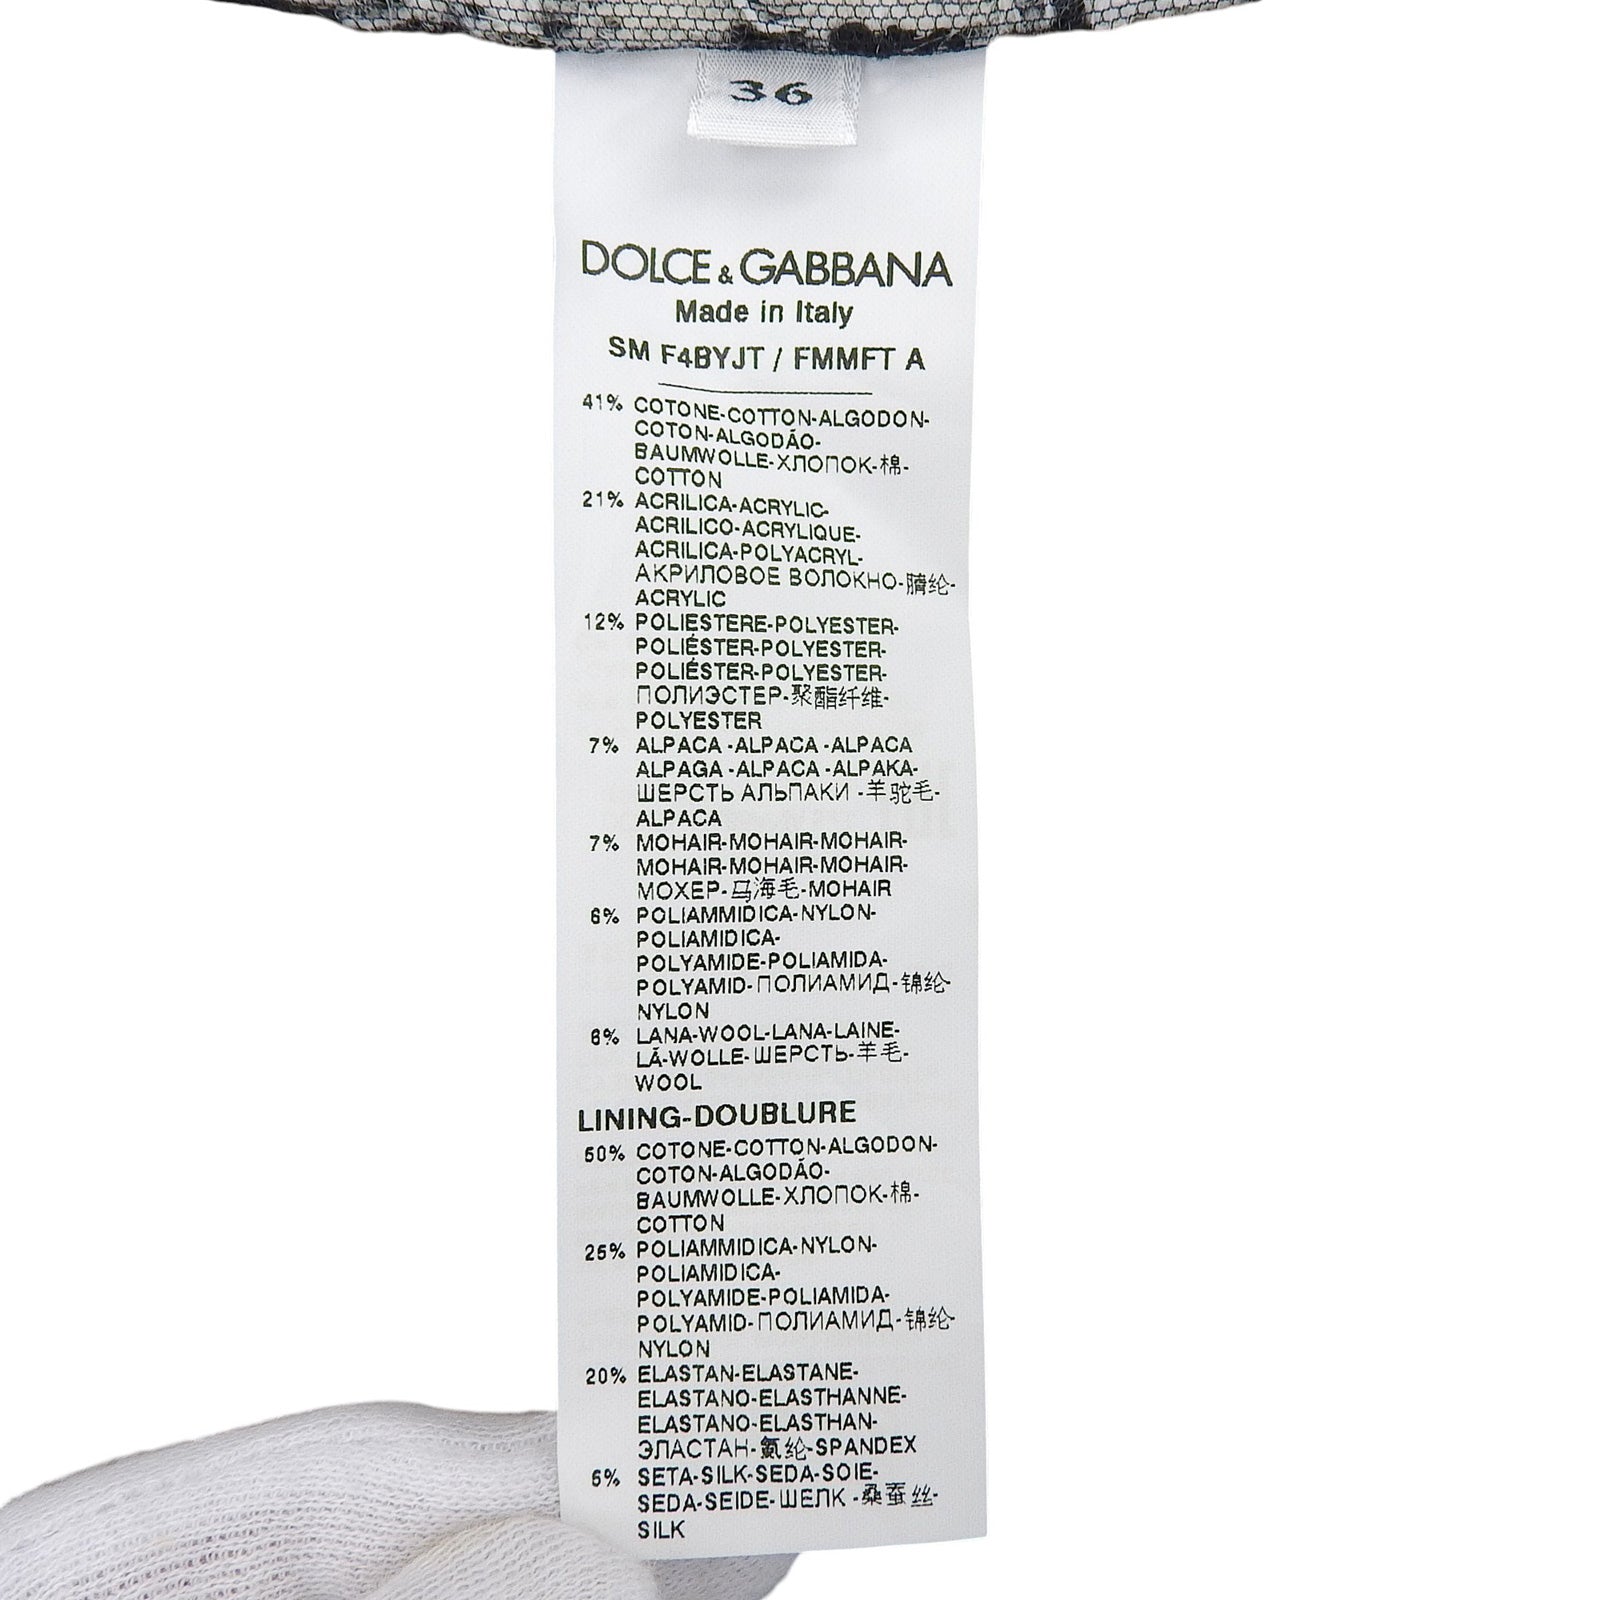 36
DOLCE & GABBANA
Made in Italy
SM F4BYJT / FMMFT A
41% COTONE-COTTON-ALGODON-
COTON-ALGODÃO-
BAUMWOLLE-ХЛОПОК-棉-
COTTON
21% ACRILICA-ACRYLIC-
ACRILICO-ACRYLIQUE-
ACRILICA-POLYACRYL-
АКРИЛОВОЕ ВОЛОКНО-腈纶-
ACRYLIC
12% POLIESTERE-POLYESTER-
POLIÉSTER-POLYESTER-
POLIÉSTER-POLYESTER-
ПОЛИЭСТЕР-聚酯纤维-
POLYESTER
7% ALPACA -ALPACA -ALPACA
ALPAGA -ALPACA -ALPAKA-
ШЕРСТЬ АЛЬПАКИ -羊驼毛-
ALPACA
7% MOHAIR-MOHAIR-MOHAIR-
MOHAIR-MOHAIR-MOHAIR-
МОХЕР-马海毛-MOHAIR
6% POLIAMMIDICA-NYLON-
POLIAMIDICA-
POLYAMIDE-POLIAMIDA-
POLYAMID-ПОЛИАМИД-锦纶-
NYLON
6% LANA-WOOL-LANA-LAINE-
LÃ-WOLLE-ШЕРСТЬ-羊毛-
WOOL
LINING-DOUBLURE
50% COTONE-COTTON-ALGODON-
COTON-ALGODÃO-
BAUMWOLLE-ХЛОПОК-棉-
COTTON
25% POLIAMMIDICA-NYLON-
POLIAMIDICA-
POLYAMIDE-POLIAMIDA-
POLYAMID-ПОЛИАМИД-锦纶-
NYLON
20% ELASTAN-ELASTANE-
ELASTANO-ELASTHANNE-
ELASTANO-ELASTHAN-
ЭЛАСТАН-氨纶-SPANDEX
5% SETA-SILK-SEDA-SOIE-
SEDA-SEIDE-ШЕЛК -桑蚕丝-
SILK